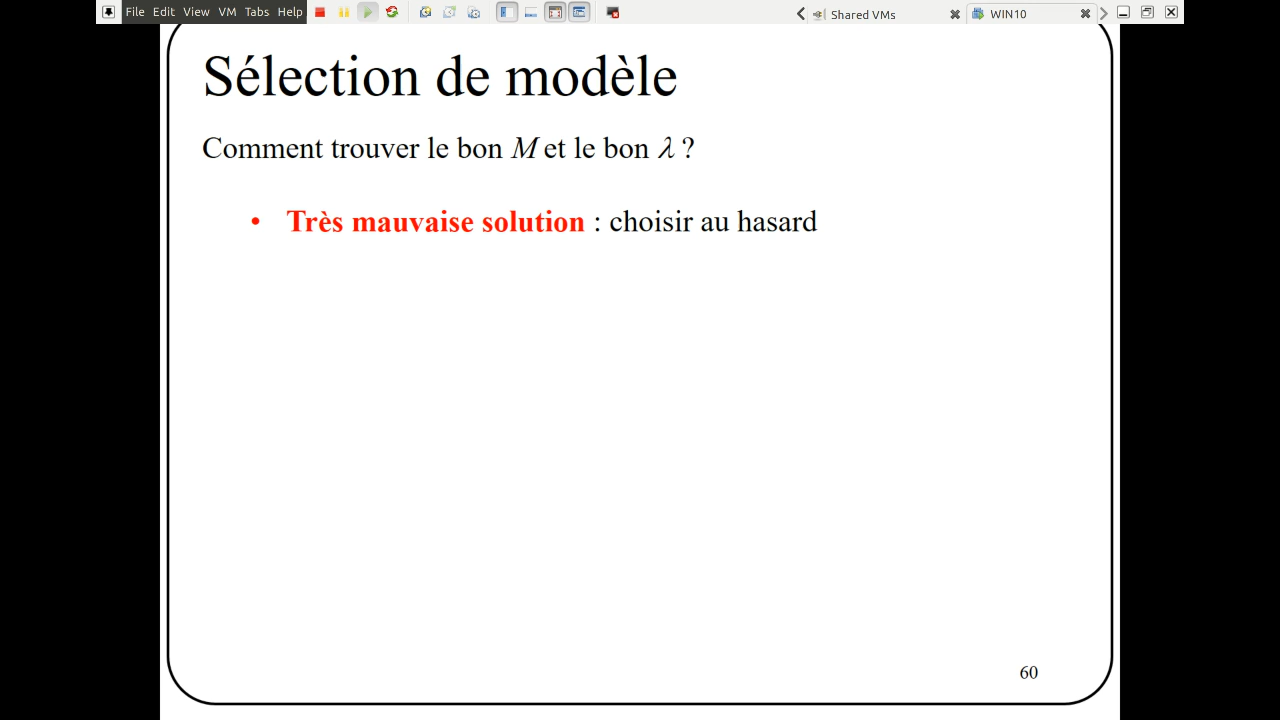 File Edit View VM Tabs Help
Shared VMs
WIN10
Sélection de modèle
Comment trouver le bon M et le bon λ ?
• Très mauvaise solution : choisir au hasard
60